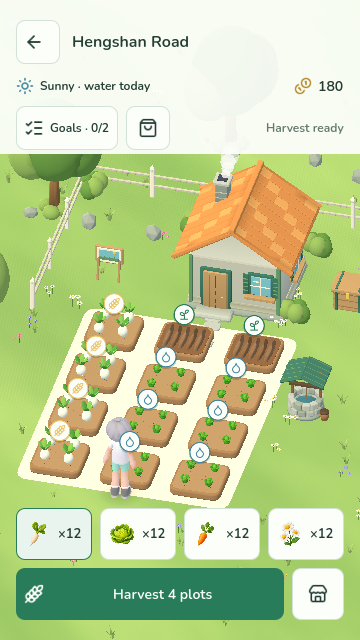 Hengshan Road
Sunny · water today
180
Goals · 0/2
Harvest ready
×12
×12
×12
×12
Harvest 4 plots